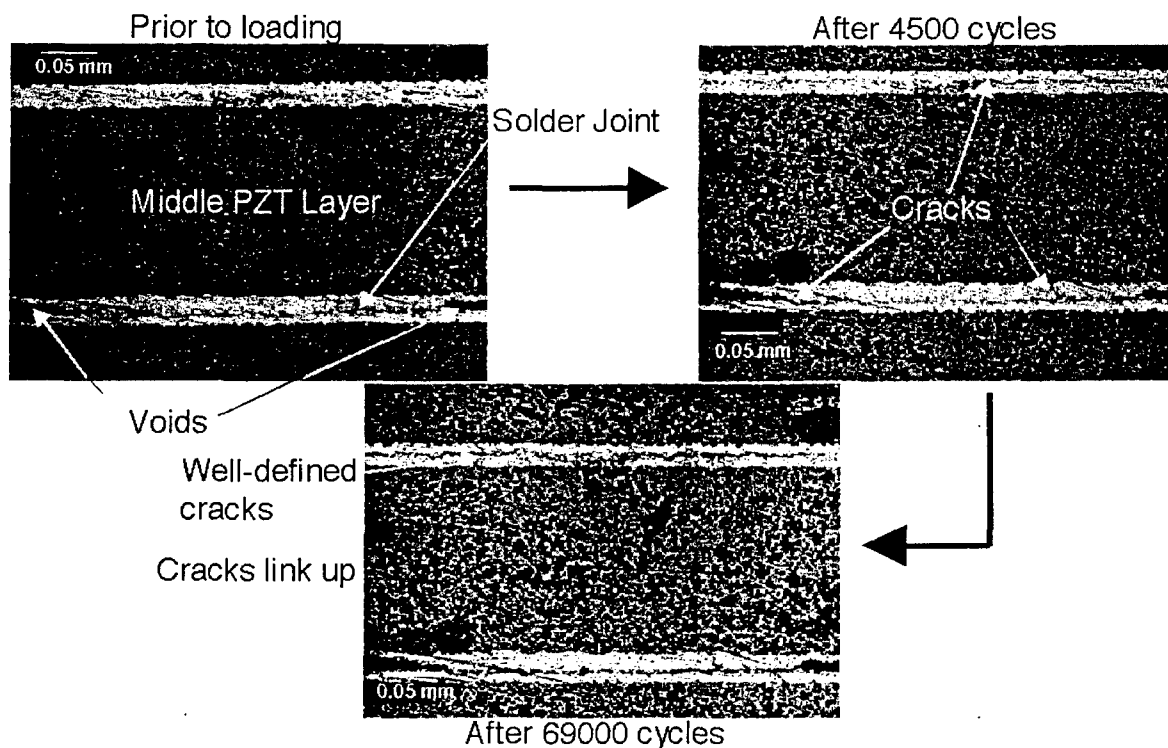 Prior to loading
0.05 mm
Middle PZT Layer
Solder Joint
After 4500 cycles
Cracks
0.05 mm
Voids
Well-defined
cracks
Cracks link up
0.05 mm
After 69000 cycles